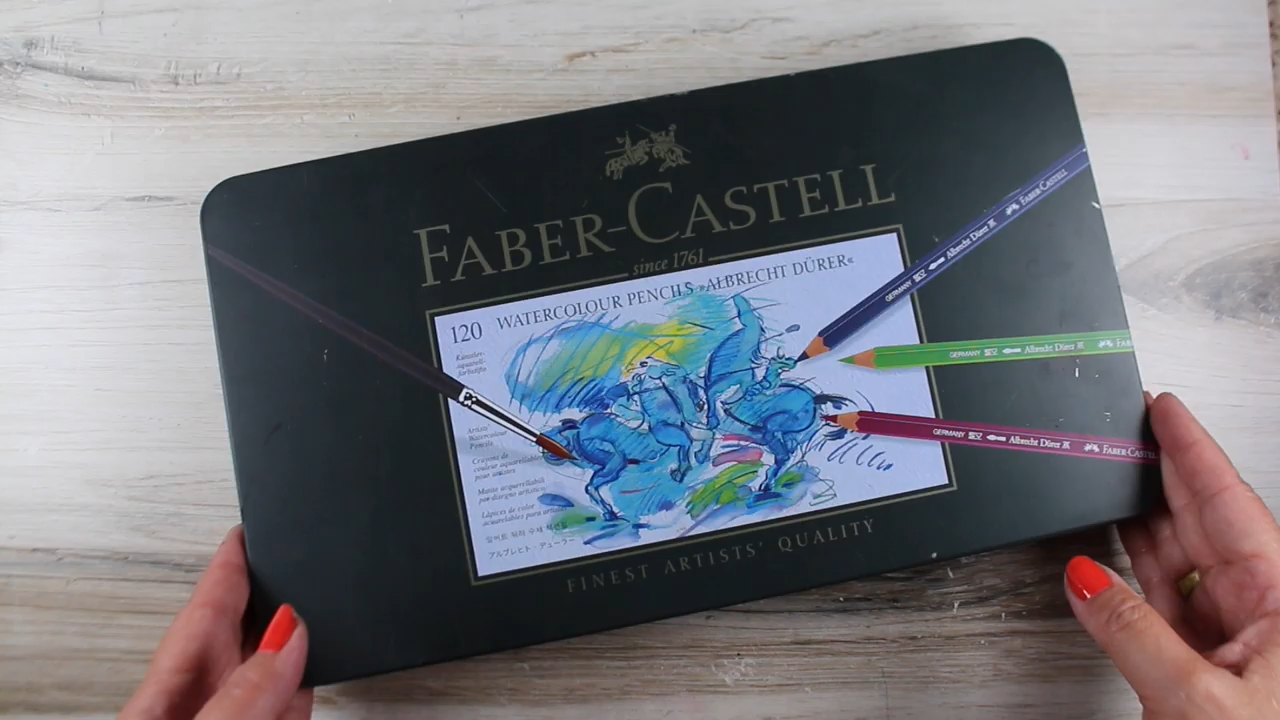 FABER-CASTELL
since 1761
WATERCOLOUR PENCILS »ALBRECHT DÜRER«
120
Künstler-
aquarell-
farbstifte
Artists'
Watercolour
Pencils
Crayons de
couleur aquarellables
pour artistes
Matite acquerellabili
per disegno artistico
Lápices de color
acuarelables para artistas
アルブレヒト・デューラー
FINEST ARTISTS' QUALITY
GERMANY Albrecht Dürer FABER-CASTELL
GERMANY Albrecht Dürer FAB
GERMANY Albrecht Dürer FABER-CASTELL